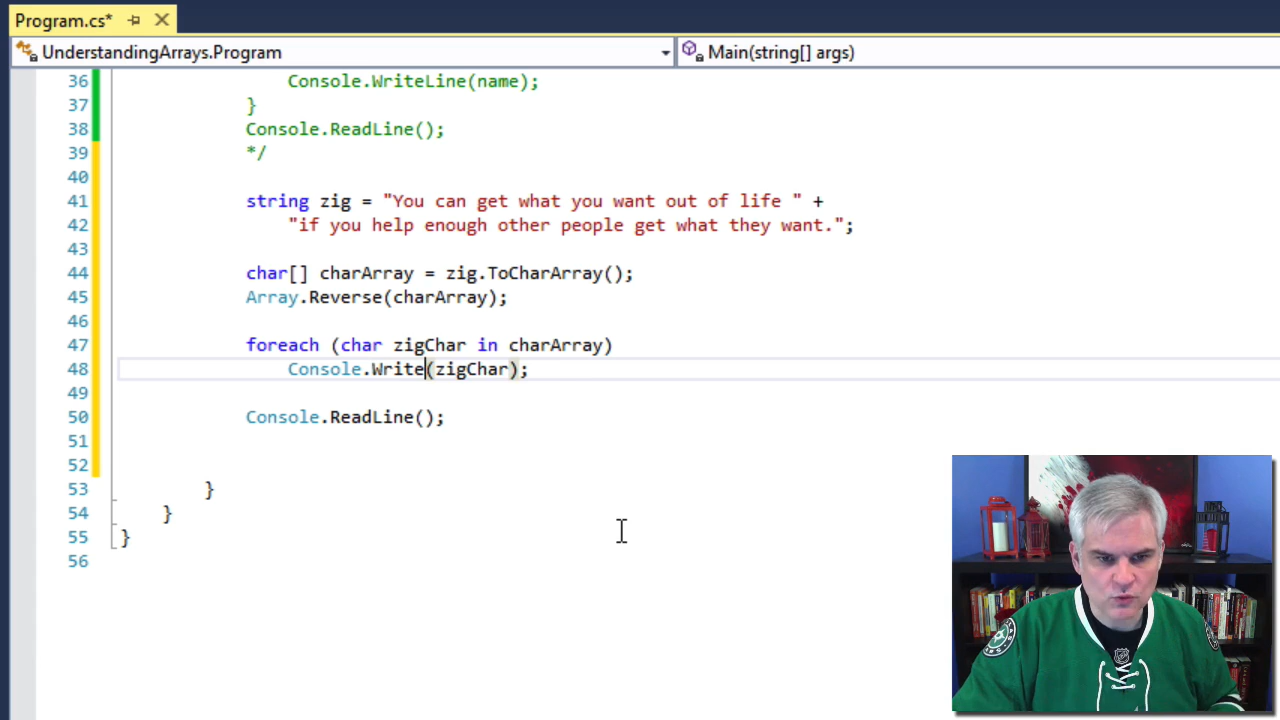 Program.cs*
UnderstandingArrays.Program
Main(string[] args)
36 Console.WriteLine(name);
37 }
38 Console.ReadLine();
39 */
40
41 string zig = "You can get what you want out of life " +
42 "if you help enough other people get what they want.";
43
44 char[] charArray = zig.ToCharArray();
45 Array.Reverse(charArray);
46
47 foreach (char zigChar in charArray)
48 Console.Write(zigChar);
49
50 Console.ReadLine();
51
52
53 }
54 }
55 }
56